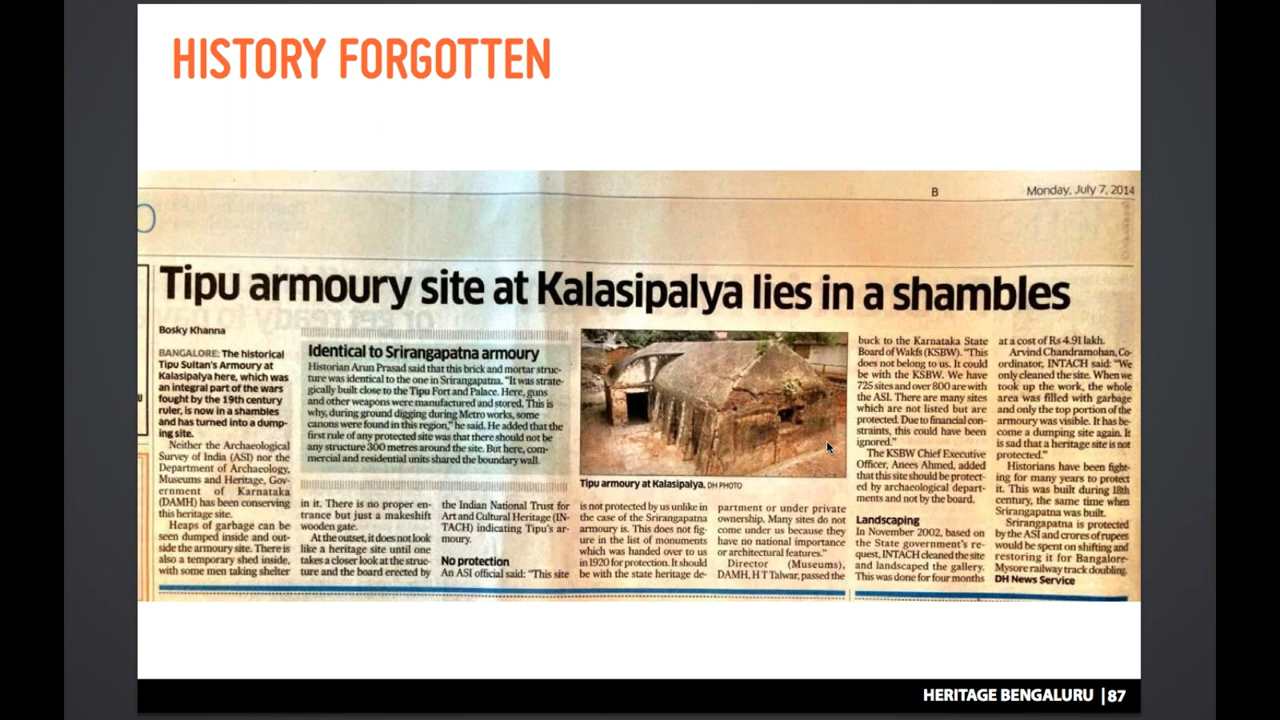 HISTORY FORGOTTEN
B
Monday, July 7, 2014
Tipu armoury site at Kalasipalya lies in a shambles
Bosky Khanna
BANGALORE: The historical
Tipu Sultan's Armoury at
Kalasipalya here, which was
an integral part of the wars
fought by the 19th century
ruler, is now in a shambles
and has turned into a dump-
ing site.
Neither the Archaeological
Survey of India (ASI) nor the
Department of Archaeology,
Museums and Heritage, Gov-
ernment of Karnataka
(DAMH) has been conserving
this heritage site.
Heaps of garbage can be
seen dumped inside and out-
side the armoury site. There is
also a temporary shed inside,
with some men taking shelter
Identical to Srirangapatna armoury
Historian Arun Prasad said that this brick and mortar struc-
ture was identical to the one in Srirangapatna. "It was strate-
gically built close to the Tipu Fort and Palace. Here, guns
and other weapons were manufactured and stored. This is
why, during ground digging during Metro works, some
canons were found in this region," he said. He added that the
first rule of any protected site was that there should not be
any structure 300 metres around the site. But here, com-
mercial and residential units shared the boundary wall.
in it. There is no proper en-
trance but just a makeshift
wooden gate.
At the outset, it does not look
like a heritage site until one
takes a closer look at the struc-
ture and the board erected by
the Indian National Trust for
Art and Cultural Heritage (IN-
TACH) indicating Tipu's ar-
moury.
No protection
An ASI official said: "This site
Tipu armoury at Kalasipalya. DH PHOTO
is not protected by us unlike in
the case of the Srirangapatna
armoury is. This does not fig-
ure in the list of monuments
which was handed over to us
in 1920 for protection. It should
be with the state heritage de-
partment or under private
ownership. Many sites do not
come under us because they
have no national importance
or architectural features."
Director (Museums),
DAMH, H T Talwar, passed the
buck to the Karnataka State
Board of Wakfs (KSBW). "This
does not belong to us. It could
be with the KSBW. We have
725 sites and over 800 are with
the ASI. There are many sites
which are not listed but are
protected. Due to financial con-
straints, this could have been
ignored."
The KSBW Chief Executive
Officer, Anees Ahmed, added
that this site should be protect-
ed by archaeological depart-
ments and not by the board.
Landscaping
In November 2002, based on
the State government's re-
quest, INTACH cleaned the site
and landscaped the gallery.
This was done for four months
at a cost of Rs 4.91 lakh.
Arvind Chandramohan, Co-
ordinator, INTACH said: "We
only cleaned the site. When we
took up the work, the whole
area was filled with garbage
and only the top portion of the
armoury was visible. It has be-
come a dumping site again. It
is sad that a heritage site is not
protected."
Historians have been fight-
ing for many years to protect
it. This was built during 18th
century, the same time when
Srirangapatna was built.
Srirangapatna is protected
by the ASI and crores of rupees
would be spent on shifting and
restoring it for Bangalore-
Mysore railway track doubling.
DH News Service
HERITAGE BENGALURU | 87